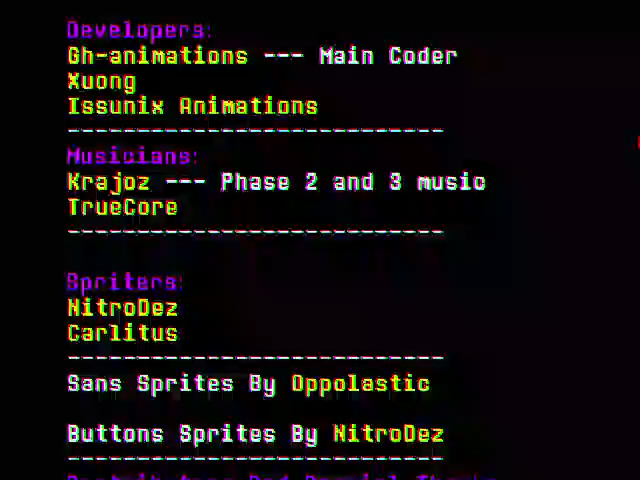 Developers:
Gh-animations --- Main Coder
Xuong
Issunix Animations
---------------------------
Musicians:
Krajoz --- Phase 2 and 3 music
TrueCore
---------------------------
Spriters:
NitroDez
Carlitus
---------------------------
Sans Sprites By Oppolastic
Buttons Sprites By NitroDez
---------------------------